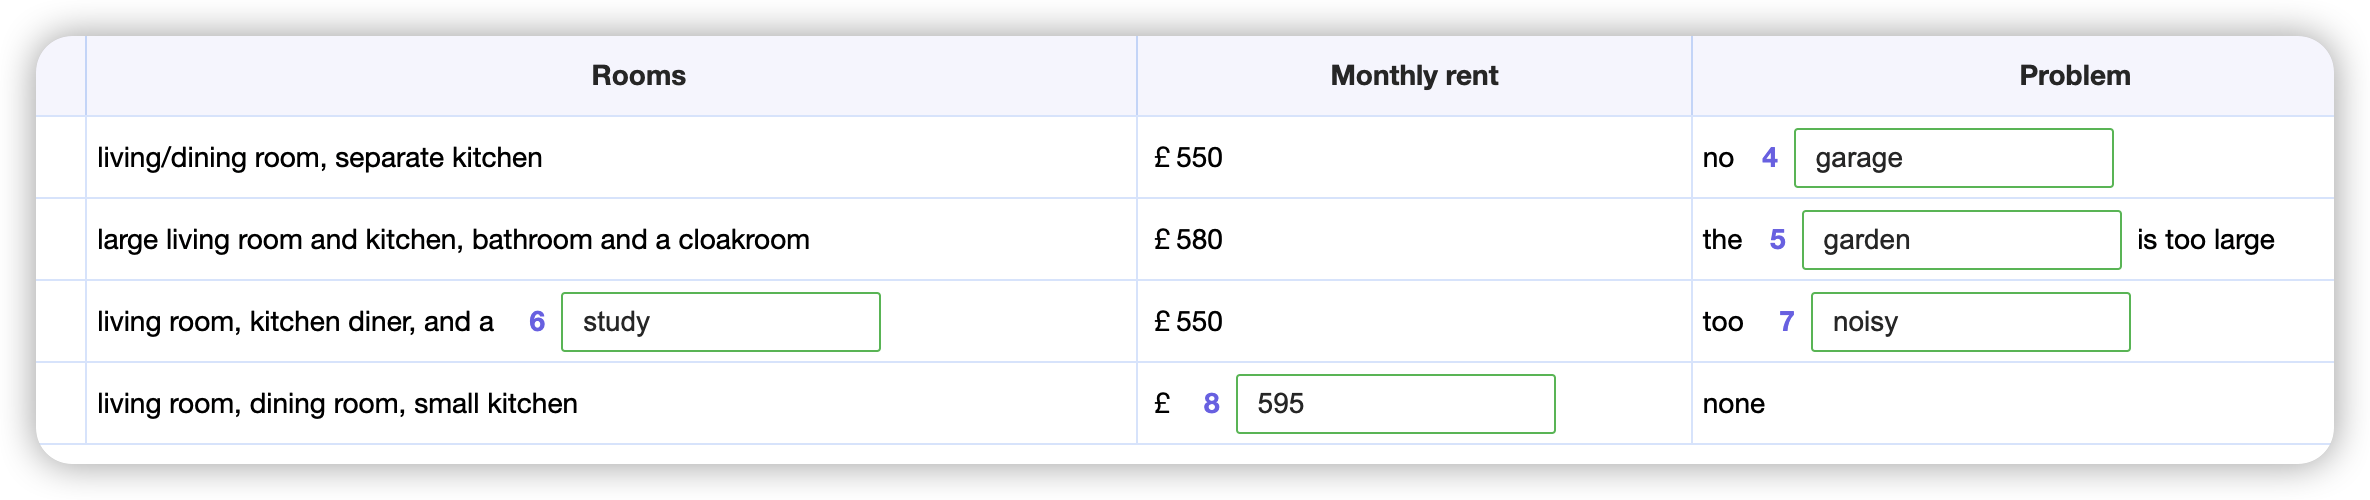 Rooms Monthly rent Problem
living/dining room, separate kitchen £ 550 no 4 garage
large living room and kitchen, bathroom and a cloakroom £ 580 the 5 garden is too large
living room, kitchen diner, and a 6 study £ 550 too 7 noisy
living room, dining room, small kitchen £ 8 595 none